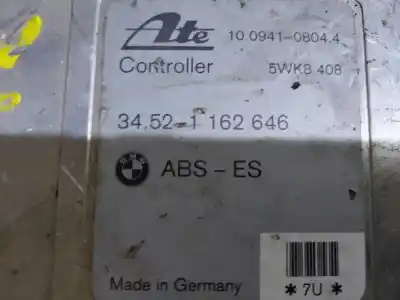 Ate 10.0941-0804.4
Controller 5WK8 408
34.52-1 162 646
BMW ABS - ES
Made in Germany * 7U *